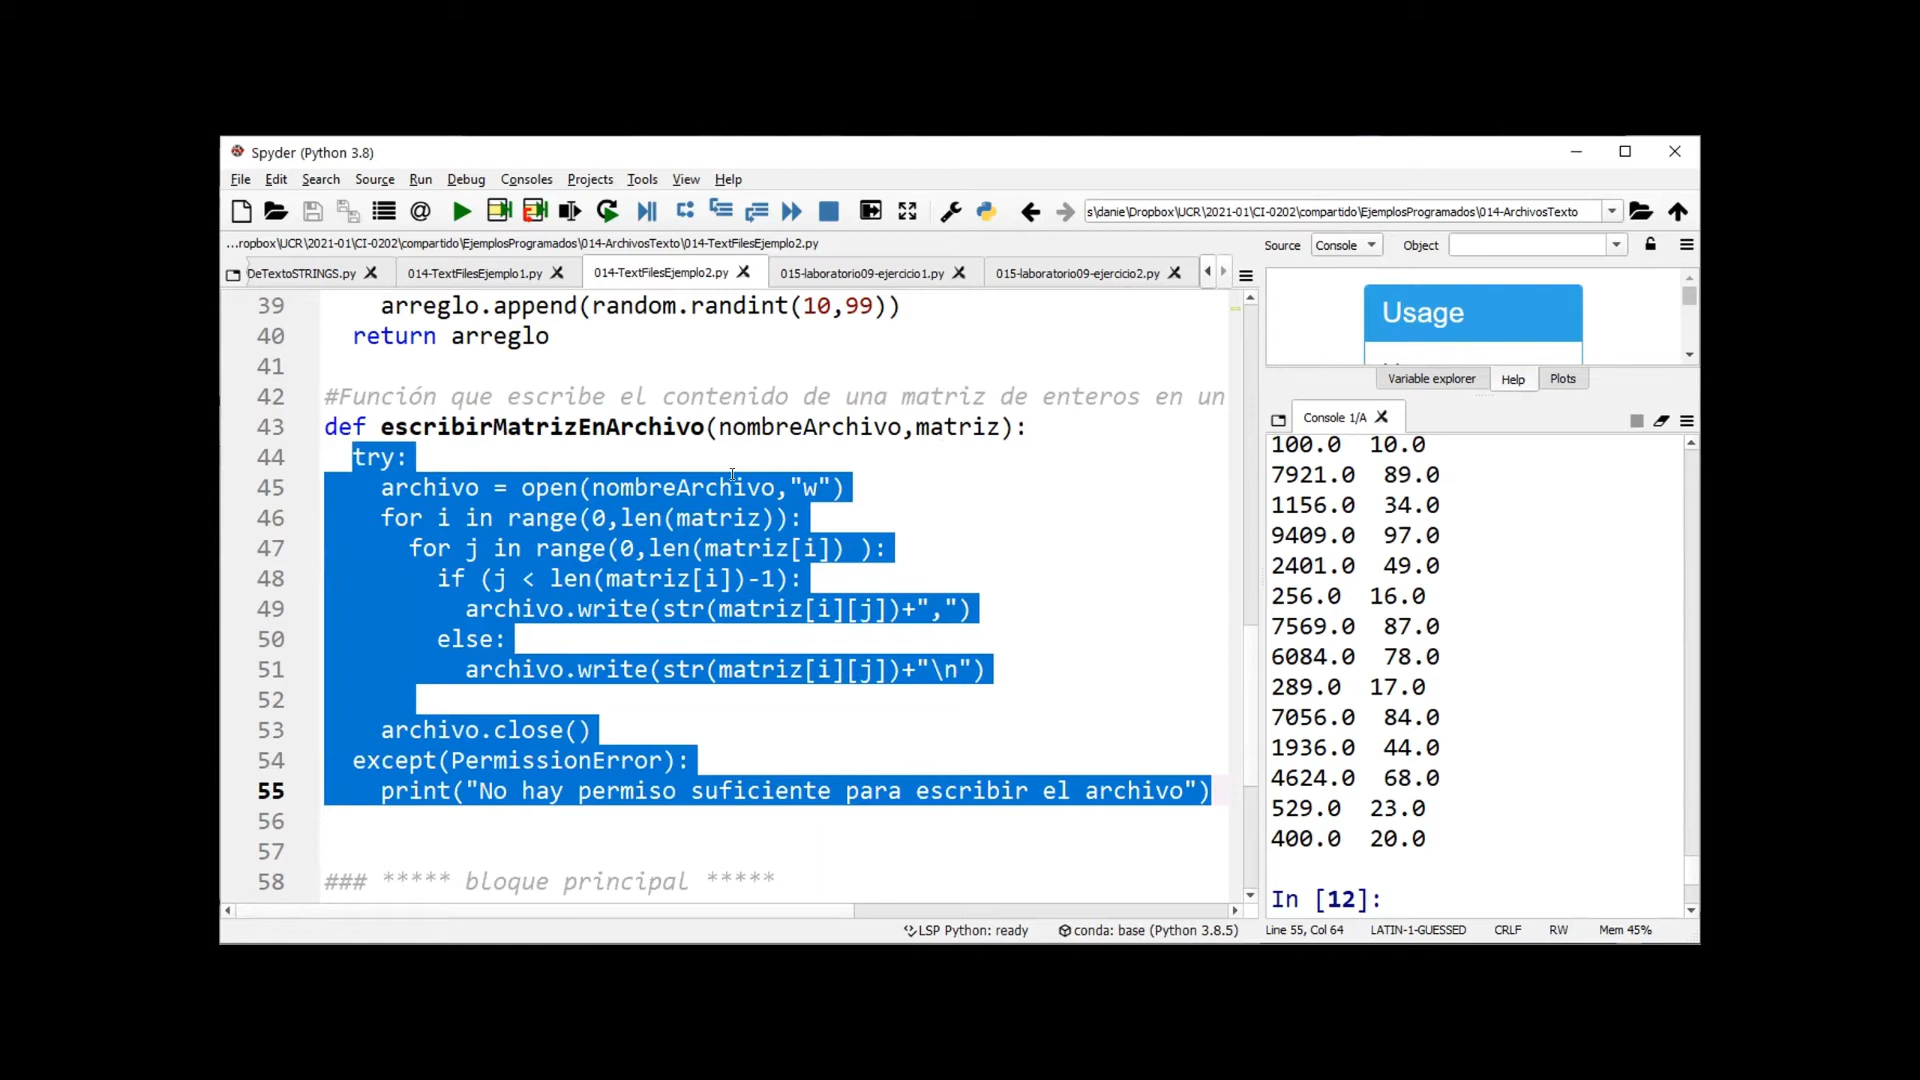 Spyder (Python 3.8)
File Edit Search Source Run Debug Consoles Projects Tools View Help
s\danie\Dropbox\UCR\2021-01\CI-0202\compartido\EjemplosProgramados\014-ArchivosTexto
...ropbox\UCR\2021-01\CI-0202\compartido\EjemplosProgramados\014-ArchivosTexto\014-TextFilesEjemplo2.py
Source Console Object
DeTextoSTRINGS.py 014-TextFilesEjemplo1.py 014-TextFilesEjemplo2.py 015-laboratorio09-ejercicio1.py 015-laboratorio09-ejercicio2.py
39 arreglo.append(random.randint(10,99))
40 return arreglo
41
42 #Función que escribe el contenido de una matriz de enteros en un
43 def escribirMatrizEnArchivo(nombreArchivo,matriz):
44 try:
45 archivo = open(nombreArchivo,"w")
46 for i in range(0,len(matriz)):
47 for j in range(0,len(matriz[i]) ):
48 if (j < len(matriz[i])-1):
49 archivo.write(str(matriz[i][j])+",")
50 else:
51 archivo.write(str(matriz[i][j])+"\n")
52
53 archivo.close()
54 except(PermissionError):
55 print("No hay permiso suficiente para escribir el archivo")
56
57
58 ### ***** bloque principal *****
Usage
Variable explorer Help Plots
Console 1/A
100.0 10.0
7921.0 89.0
1156.0 34.0
9409.0 97.0
2401.0 49.0
256.0 16.0
7569.0 87.0
6084.0 78.0
289.0 17.0
7056.0 84.0
1936.0 44.0
4624.0 68.0
529.0 23.0
400.0 20.0
In [12]:
LSP Python: ready conda: base (Python 3.8.5) Line 55, Col 64 LATIN-1-GUESSED CRLF RW Mem 45%